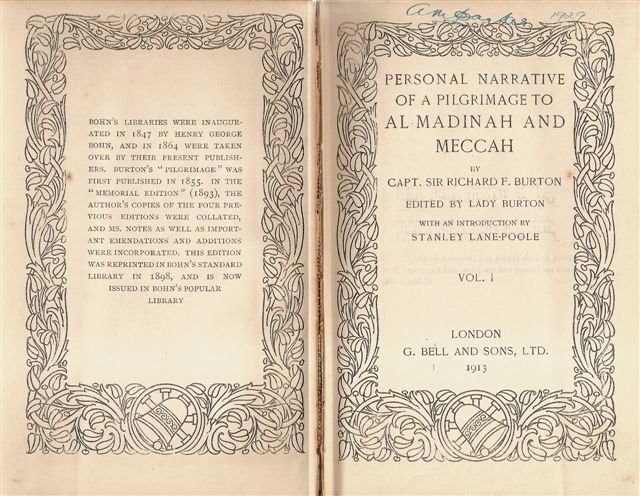 BOHN'S LIBRARIES WERE INAUGUR-
ATED IN 1847 BY HENRY GEORGE
BOHN, AND IN 1864 WERE TAKEN
OVER BY THEIR PRESENT PUBLISH-
ERS. BURTON'S "PILGRIMAGE" WAS
FIRST PUBLISHED IN 1855. IN THE
"MEMORIAL EDITION" (1893), THE
AUTHOR'S COPIES OF THE FOUR PRE-
VIOUS EDITIONS WERE COLLATED,
AND MS. NOTES AS WELL AS IMPORT-
ANT EMENDATIONS AND ADDITIONS
WERE INCORPORATED. THIS EDITION
WAS REPRINTED IN BOHN'S STANDARD
LIBRARY IN 1898, AND IS NOW
ISSUED IN BOHN'S POPULAR
LIBRARY
1929
PERSONAL NARRATIVE
OF A PILGRIMAGE TO
AL-MADINAH AND
MECCAH
BY
CAPT. SIR RICHARD F. BURTON
EDITED BY LADY BURTON
WITH AN INTRODUCTION BY
STANLEY LANE-POOLE
VOL. I
LONDON
G. BELL AND SONS, LTD.
1913